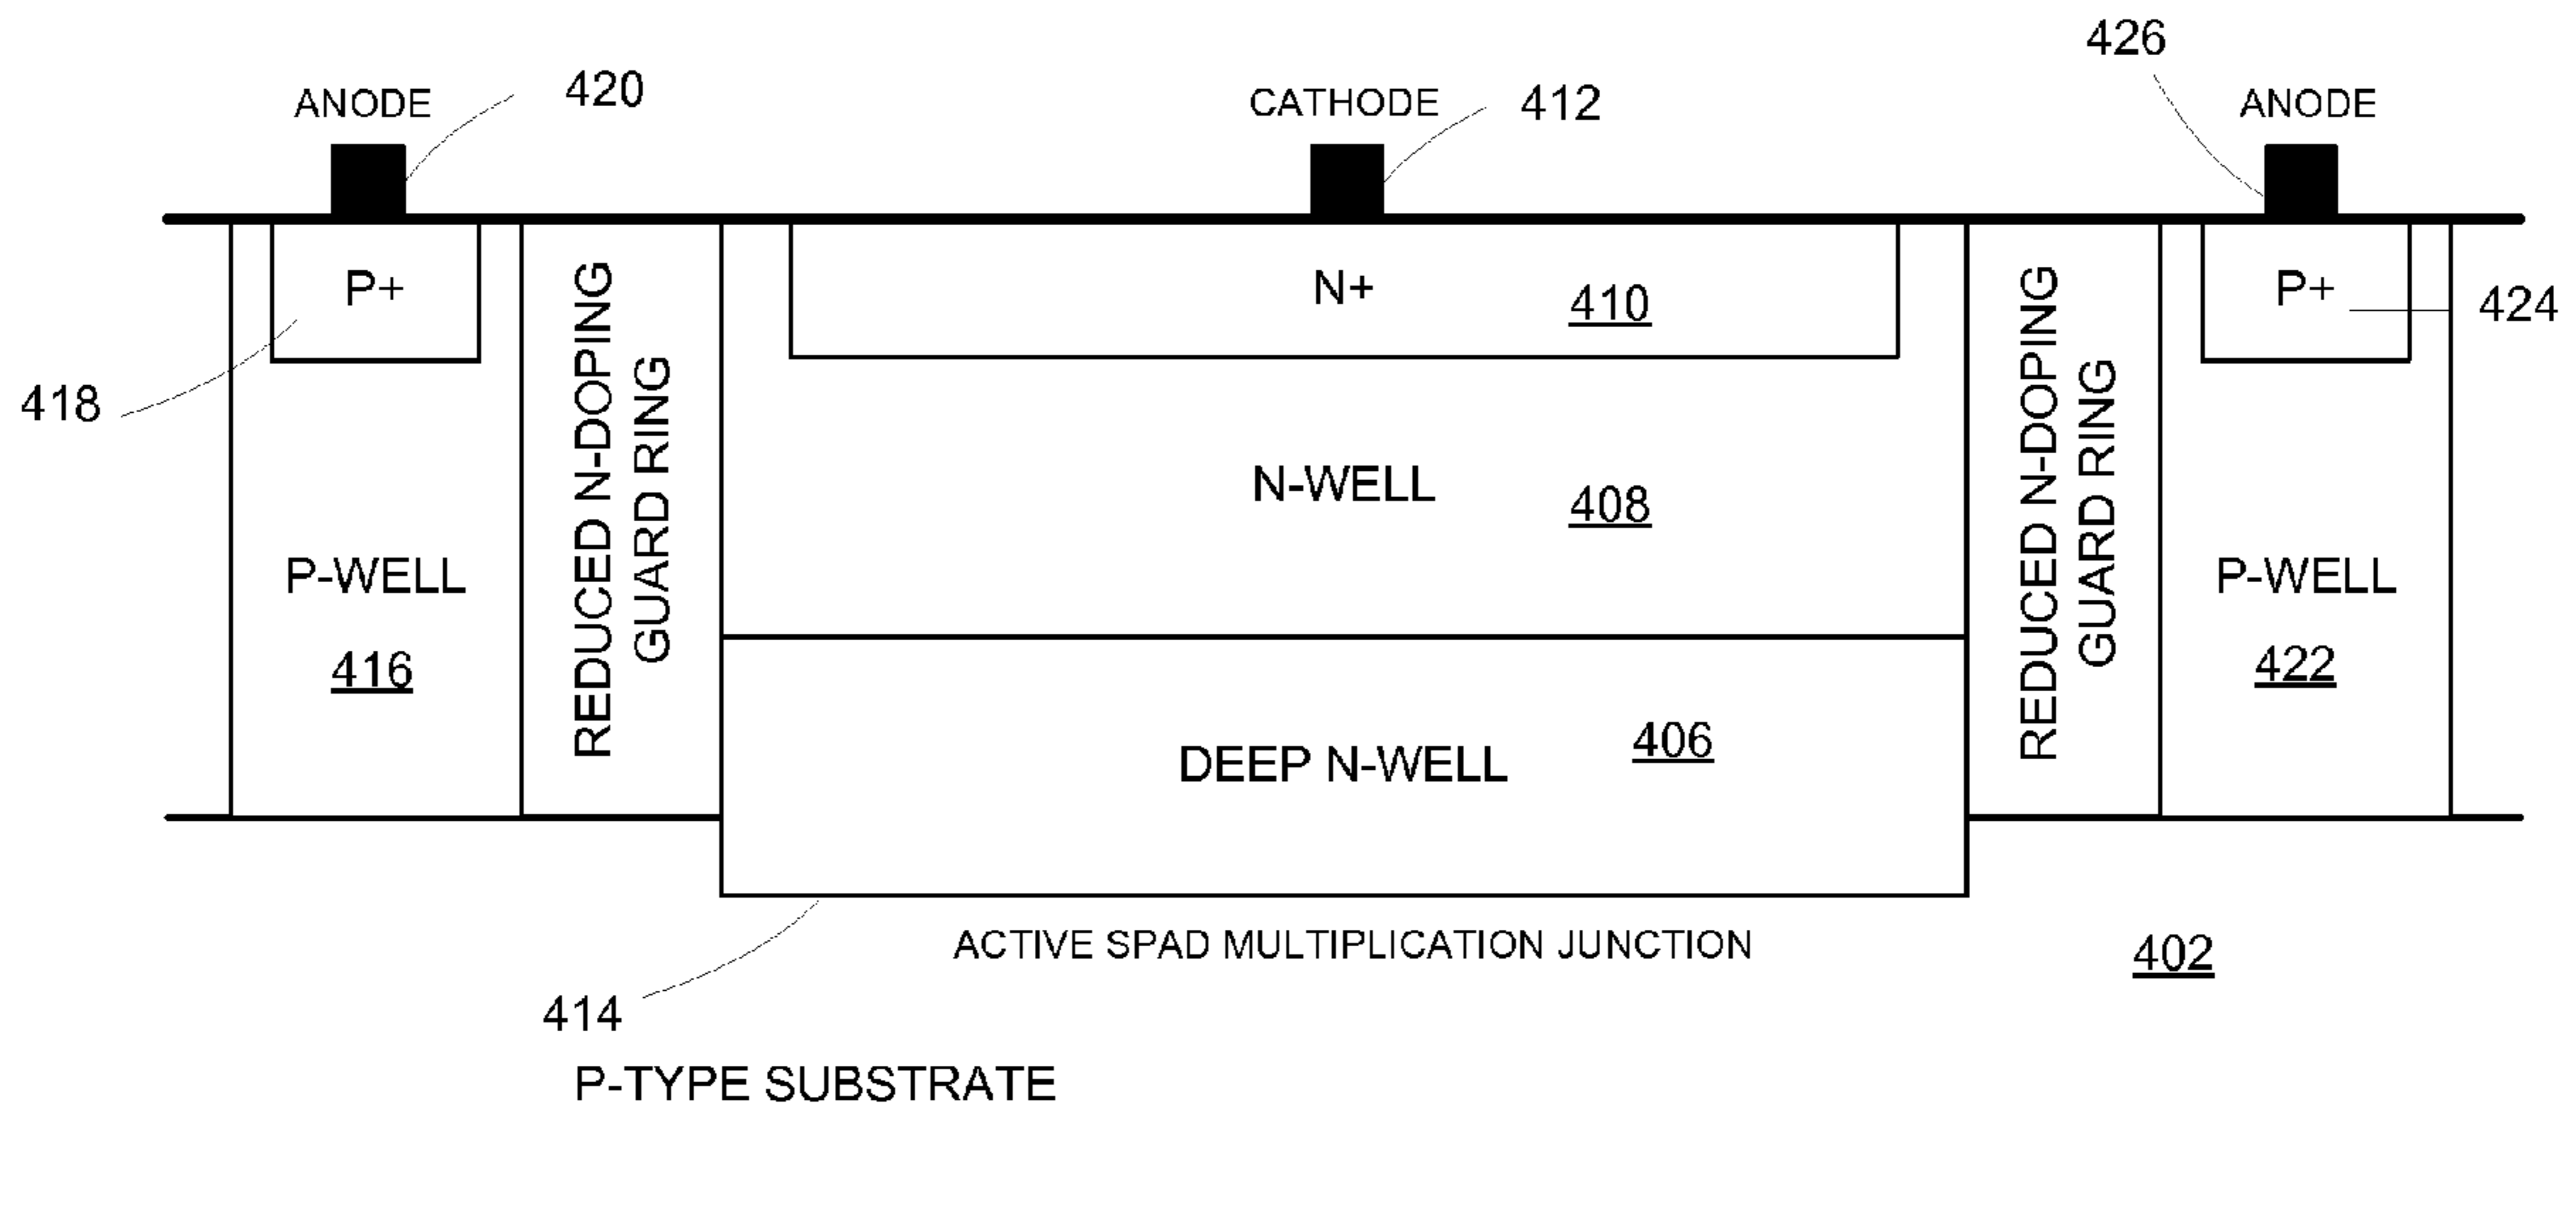 426
420
412
ANODE
CATHODE
ANODE
P+
N+
410
P+
424
418
REDUCED N-DOPING
GUARD RING
N-WELL
408
REDUCED N-DOPING
GUARD RING
P-WELL
416
P-WELL
422
DEEP N-WELL
406
ACTIVE SPAD MULTIPLICATION JUNCTION
402
414
P-TYPE SUBSTRATE